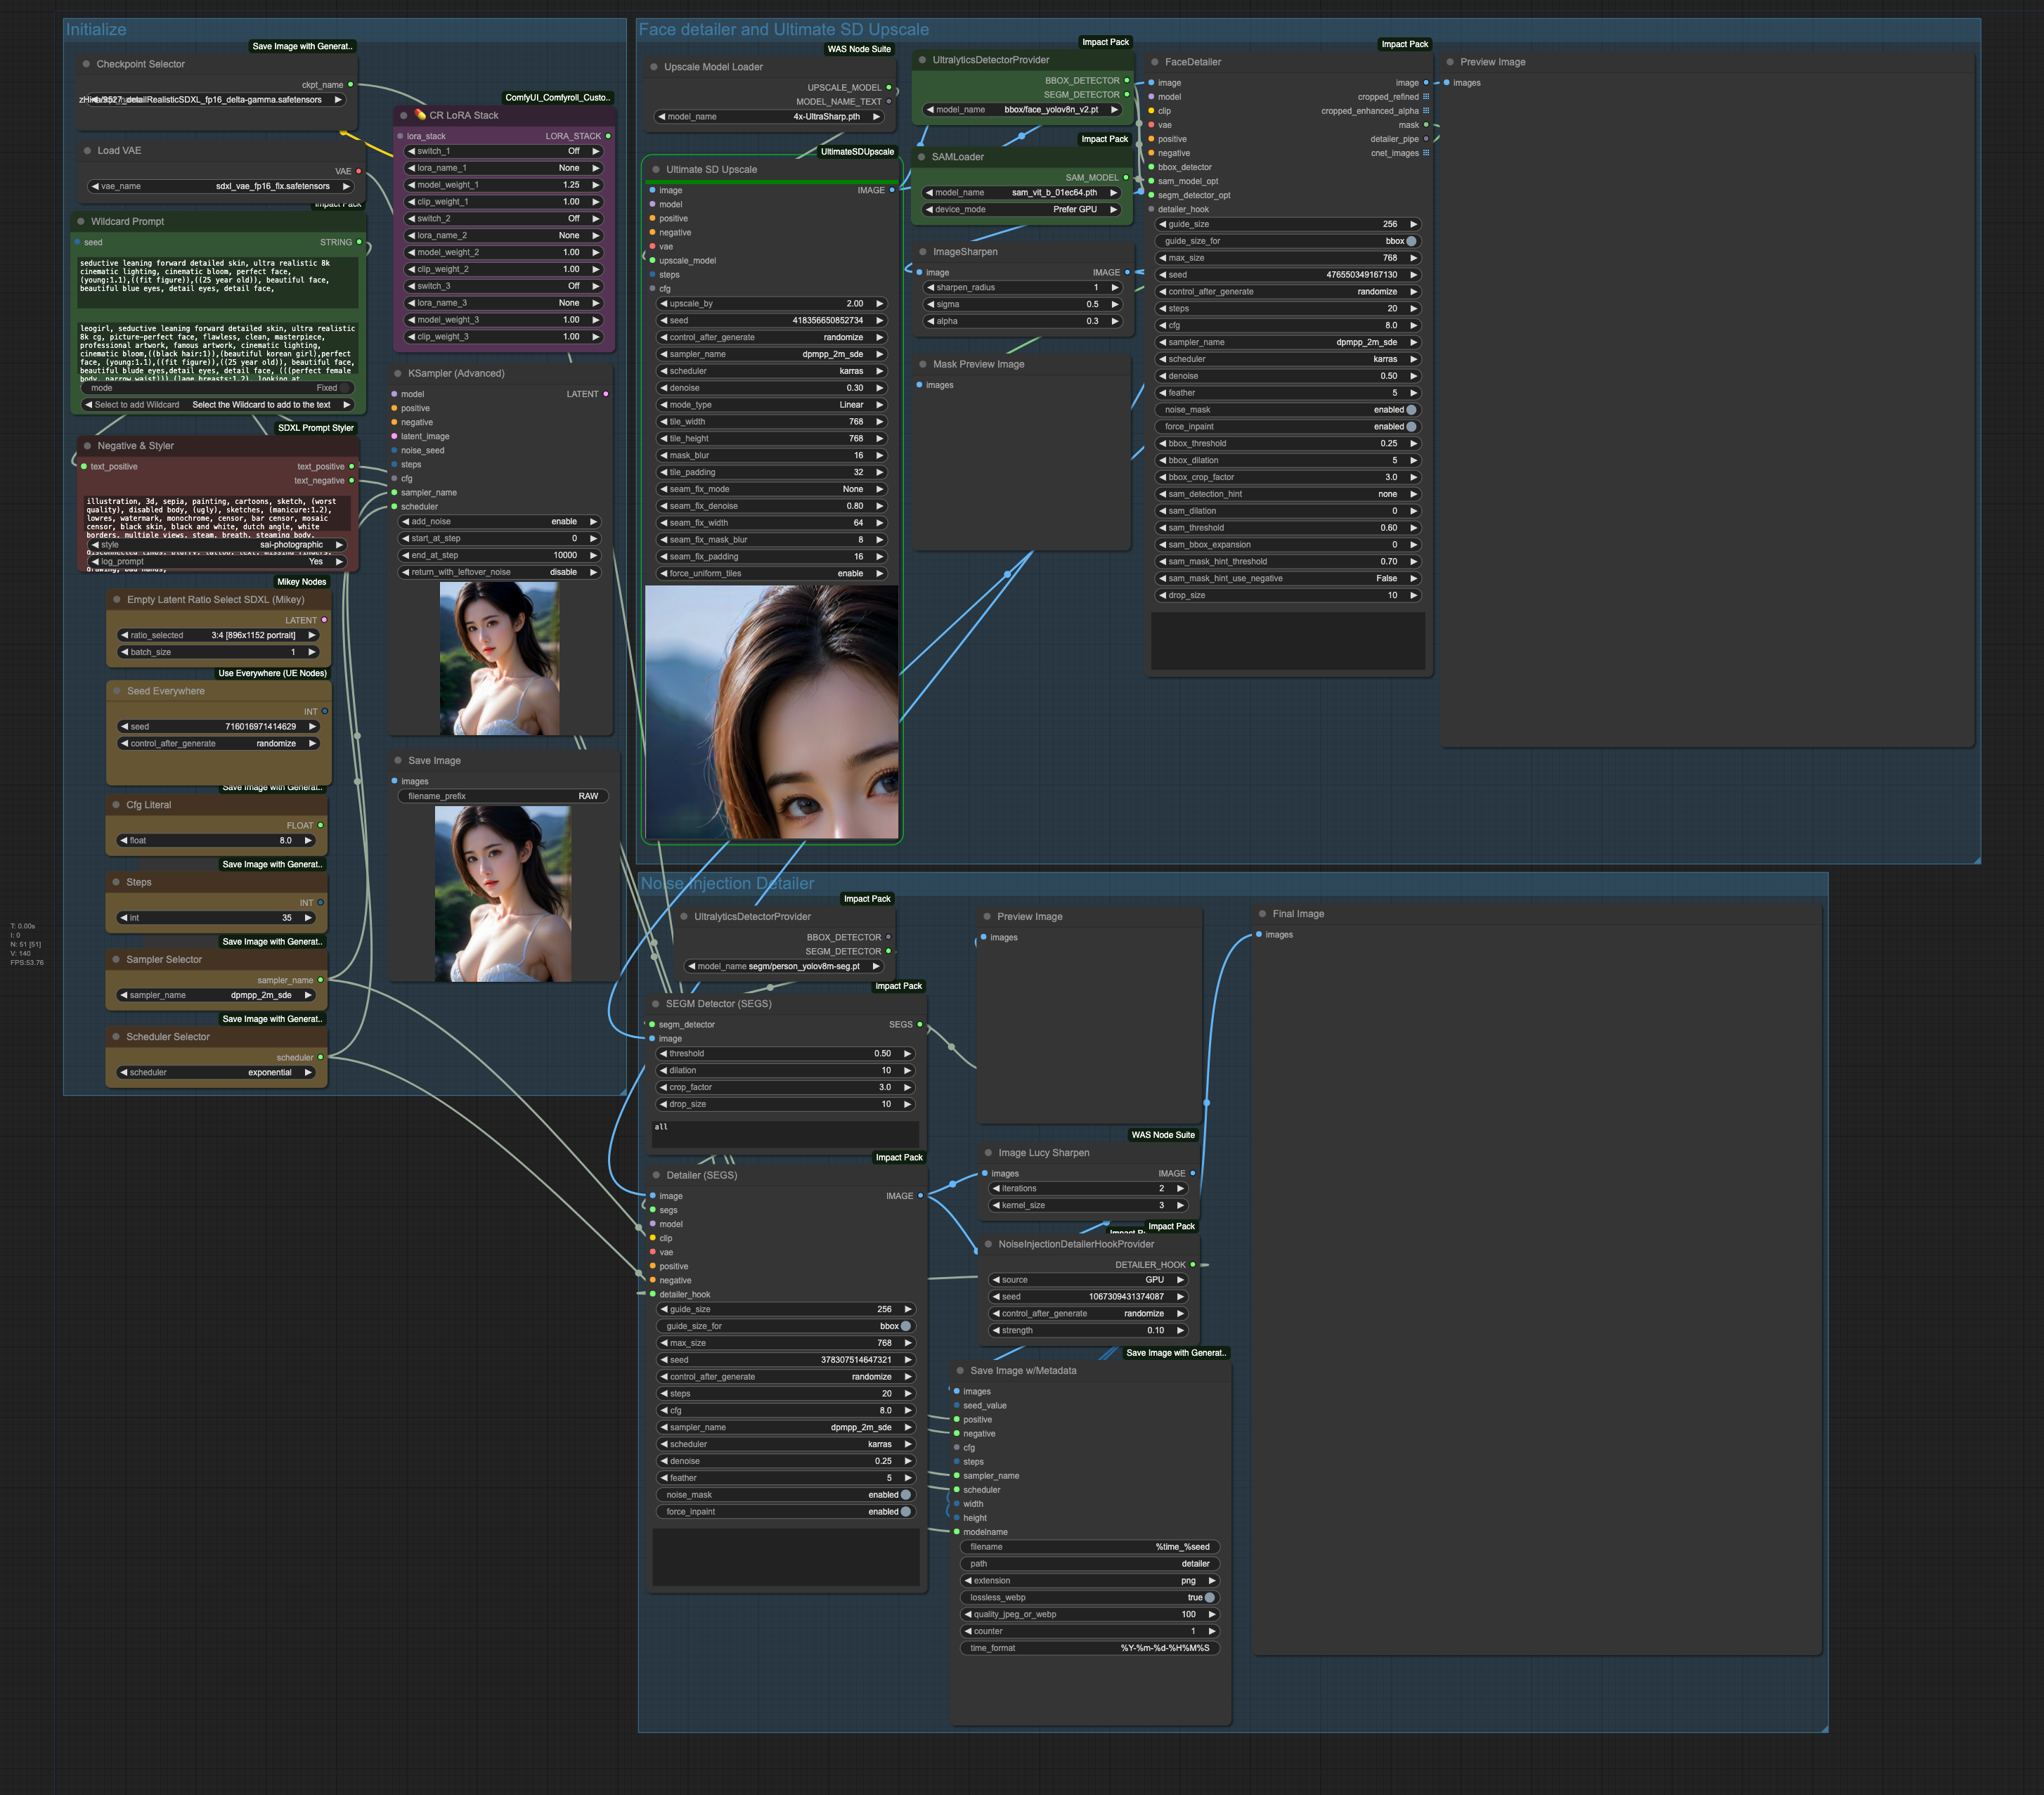 Initialize
Save Image with Generat..
Checkpoint Selector
ckpt_name
detailRealisticSDXL_fp16_delta-gamma.safetensors
Load VAE
VAE
vae_name sdxl_vae_fp16_fix.safetensors
Impact Pack
Wildcard Prompt
seed STRING
seductive leaning forward detailed skin, ultra realistic 8k
cinematic lighting, cinematic bloom, perfect face,
(young:1.1),((fit figure)),((25 year old)), beautiful face,
beautiful blue eyes, detail eyes, detail face,
leogirl, seductive leaning forward detailed skin, ultra realistic
8k cg, picture-perfect face, flawless, clean, masterpiece,
professional artwork, famous artwork, cinematic lighting,
cinematic bloom,((black hair:1)),(beautiful korean girl),perfect
face, (young:1.1),((fit figure)),((25 year old)), beautiful face,
beautiful blude eyes,detail eyes, detail face, (((perfect female
body, narrow waist))),(lage breasts:1.2), looking at
mode Fixed
Select to add Wildcard Select the Wildcard to add to the text
SDXL Prompt Styler
Negative & Styler
text_positive text_positive
text_negative
illustration, 3d, sepia, painting, cartoons, sketch, (worst
quality), disabled body, (ugly), sketches, (manicure:1.2),
lowres, watermark, monochrome, censor, bar censor, mosaic
censor, black skin, black and white, dutch angle, white
borders, multiple views, steam, breath, steaming body,
style sai-photographic
log_prompt Yes
Mikey Nodes
Empty Latent Ratio Select SDXL (Mikey)
LATENT
ratio_selected 3:4 [896x1152 portrait]
batch_size 1
Use Everywhere (UE Nodes)
Seed Everywhere
INT
seed 716016971414629
control_after_generate randomize
Save Image with Generat..
Cfg Literal
FLOAT
float 8.0
Save Image with Generat..
Steps
INT
int 35
Save Image with Generat..
Sampler Selector
sampler_name
sampler_name dpmpp_2m_sde
Save Image with Generat..
Scheduler Selector
scheduler
scheduler exponential
T: 0.00s
I: 0
N: 51 [51]
V: 140
FPS:53.76
ComfyUI_Comfyroll_Custo..
💊 CR LoRA Stack
lora_stack LORA_STACK
switch_1 Off
lora_name_1 None
model_weight_1 1.25
clip_weight_1 1.00
switch_2 Off
lora_name_2 None
model_weight_2 1.00
clip_weight_2 1.00
switch_3 Off
lora_name_3 None
model_weight_3 1.00
clip_weight_3 1.00
KSampler (Advanced)
model LATENT
positive
negative
latent_image
noise_seed
steps
cfg
sampler_name
scheduler
add_noise enable
start_at_step 0
end_at_step 10000
return_with_leftover_noise disable
Save Image
images
filename_prefix RAW
Face detailer and Ultimate SD Upscale
WAS Node Suite
Upscale Model Loader
UPSCALE_MODEL
MODEL_NAME_TEXT
model_name 4x-UltraSharp.pth
UltimateSDUpscale
Ultimate SD Upscale
image IMAGE
model
positive
negative
vae
upscale_model
steps
cfg
upscale_by 2.00
seed 418356650852734
control_after_generate randomize
sampler_name dpmpp_2m_sde
scheduler karras
denoise 0.30
mode_type Linear
tile_width 768
tile_height 768
mask_blur 16
tile_padding 32
seam_fix_mode None
seam_fix_denoise 0.80
seam_fix_width 64
seam_fix_mask_blur 8
seam_fix_padding 16
force_uniform_tiles enable
Impact Pack
UltralyticsDetectorProvider
BBOX_DETECTOR
SEGM_DETECTOR
model_name bbox/face_yolov8n_v2.pt
Impact Pack
SAMLoader
SAM_MODEL
model_name sam_vit_b_01ec64.pth
device_mode Prefer GPU
ImageSharpen
image IMAGE
sharpen_radius 1
sigma 0.5
alpha 0.3
Mask Preview Image
images
Impact Pack
FaceDetailer
image image
model cropped_refined
clip cropped_enhanced_alpha
vae mask
positive detailer_pipe
negative cnet_images
bbox_detector
sam_model_opt
segm_detector_opt
detailer_hook
guide_size 256
guide_size_for bbox
max_size 768
seed 476550349167130
control_after_generate randomize
steps 20
cfg 8.0
sampler_name dpmpp_2m_sde
scheduler karras
denoise 0.50
feather 5
noise_mask enabled
force_inpaint enabled
bbox_threshold 0.25
bbox_dilation 5
bbox_crop_factor 3.0
sam_detection_hint none
sam_dilation 0
sam_threshold 0.60
sam_bbox_expansion 0
sam_mask_hint_threshold 0.70
sam_mask_hint_use_negative False
drop_size 10
Preview Image
images
Noise Injection Detailer
Impact Pack
UltralyticsDetectorProvider
BBOX_DETECTOR
SEGM_DETECTOR
model_name segm/person_yolov8m-seg.pt
Impact Pack
SEGM Detector (SEGS)
segm_detector SEGS
image
threshold 0.50
dilation 10
crop_factor 3.0
drop_size 10
all
Impact Pack
Detailer (SEGS)
image IMAGE
segs
model
clip
vae
positive
negative
detailer_hook
guide_size 256
guide_size_for bbox
max_size 768
seed 378307514647321
control_after_generate randomize
steps 20
cfg 8.0
sampler_name dpmpp_2m_sde
scheduler karras
denoise 0.25
feather 5
noise_mask enabled
force_inpaint enabled
Preview Image
images
WAS Node Suite
Image Lucy Sharpen
images IMAGE
iterations 2
kernel_size 3
Impact Pack
NoiseInjectionDetailerHookProvider
DETAILER_HOOK
source GPU
seed 1067309431374087
control_after_generate randomize
strength 0.10
Save Image with Generat..
Save Image w/Metadata
images
seed_value
positive
negative
cfg
steps
sampler_name
scheduler
width
height
modelname
filename %time_%seed
path detailer
extension png
lossless_webp true
quality_jpeg_or_webp 100
counter 1
time_format %Y-%m-%d-%H%M%S
Final Image
images